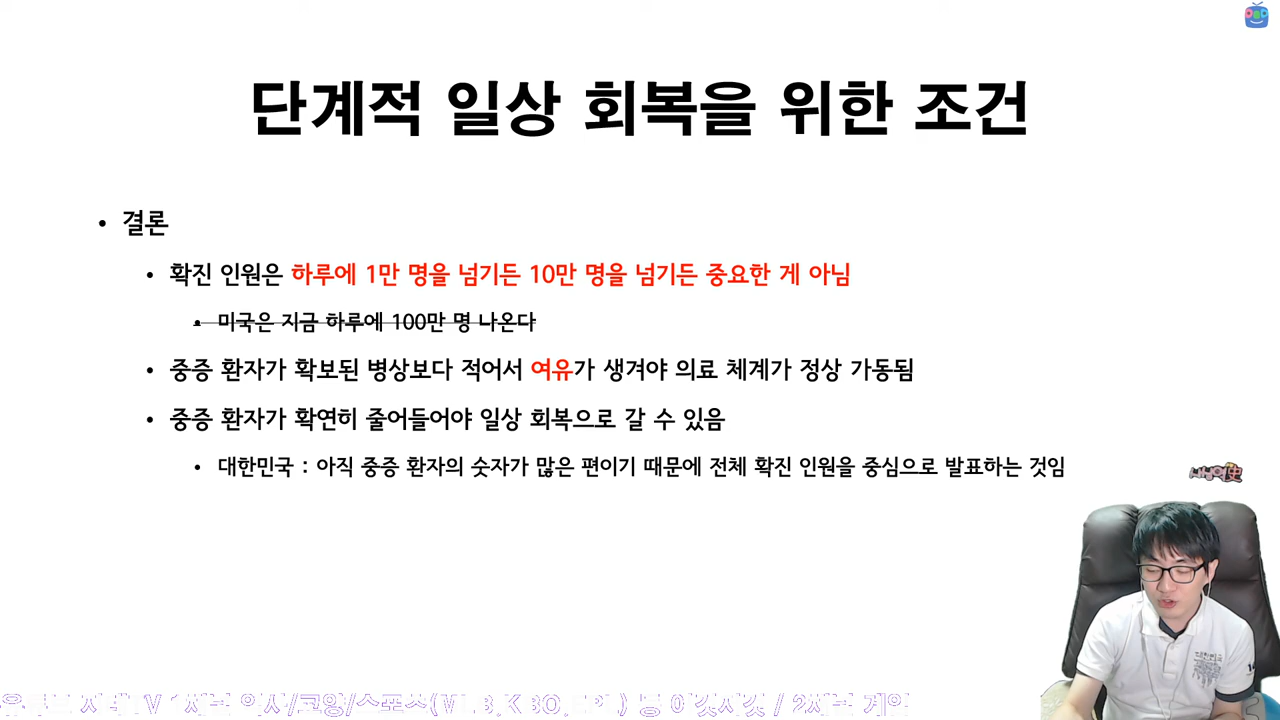 단계적 일상 회복을 위한 조건
• 결론
• 확진 인원은 하루에 1만 명을 넘기든 10만 명을 넘기든 중요한 게 아님
• 미국은 지금 하루에 100만 명 나온다
• 중증 환자가 확보된 병상보다 적어서 여유가 생겨야 의료 체계가 정상 가동됨
• 중증 환자가 확연히 줄어들어야 일상 회복으로 갈 수 있음
• 대한민국 : 아직 중증 환자의 숫자가 많은 편이기 때문에 전체 확진 인원을 중심으로 발표하는 것임